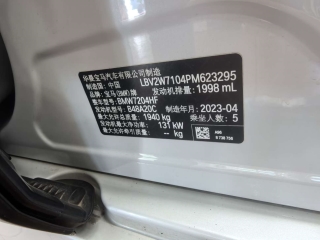 华晨宝马汽车有限公司制造
制造国: 中国 LBV2W7104PM623295
品牌: 宝马(BMW)牌 发动机排量: 1998 mL
整车型号: BMW7204HF
发动机型号: B48A20C 制造年月: 2023-04
最大允许总质量: 1940 kg 乘坐人数: 5
发动机最大净功率: 131 kW
最大设计装载质量: — kg